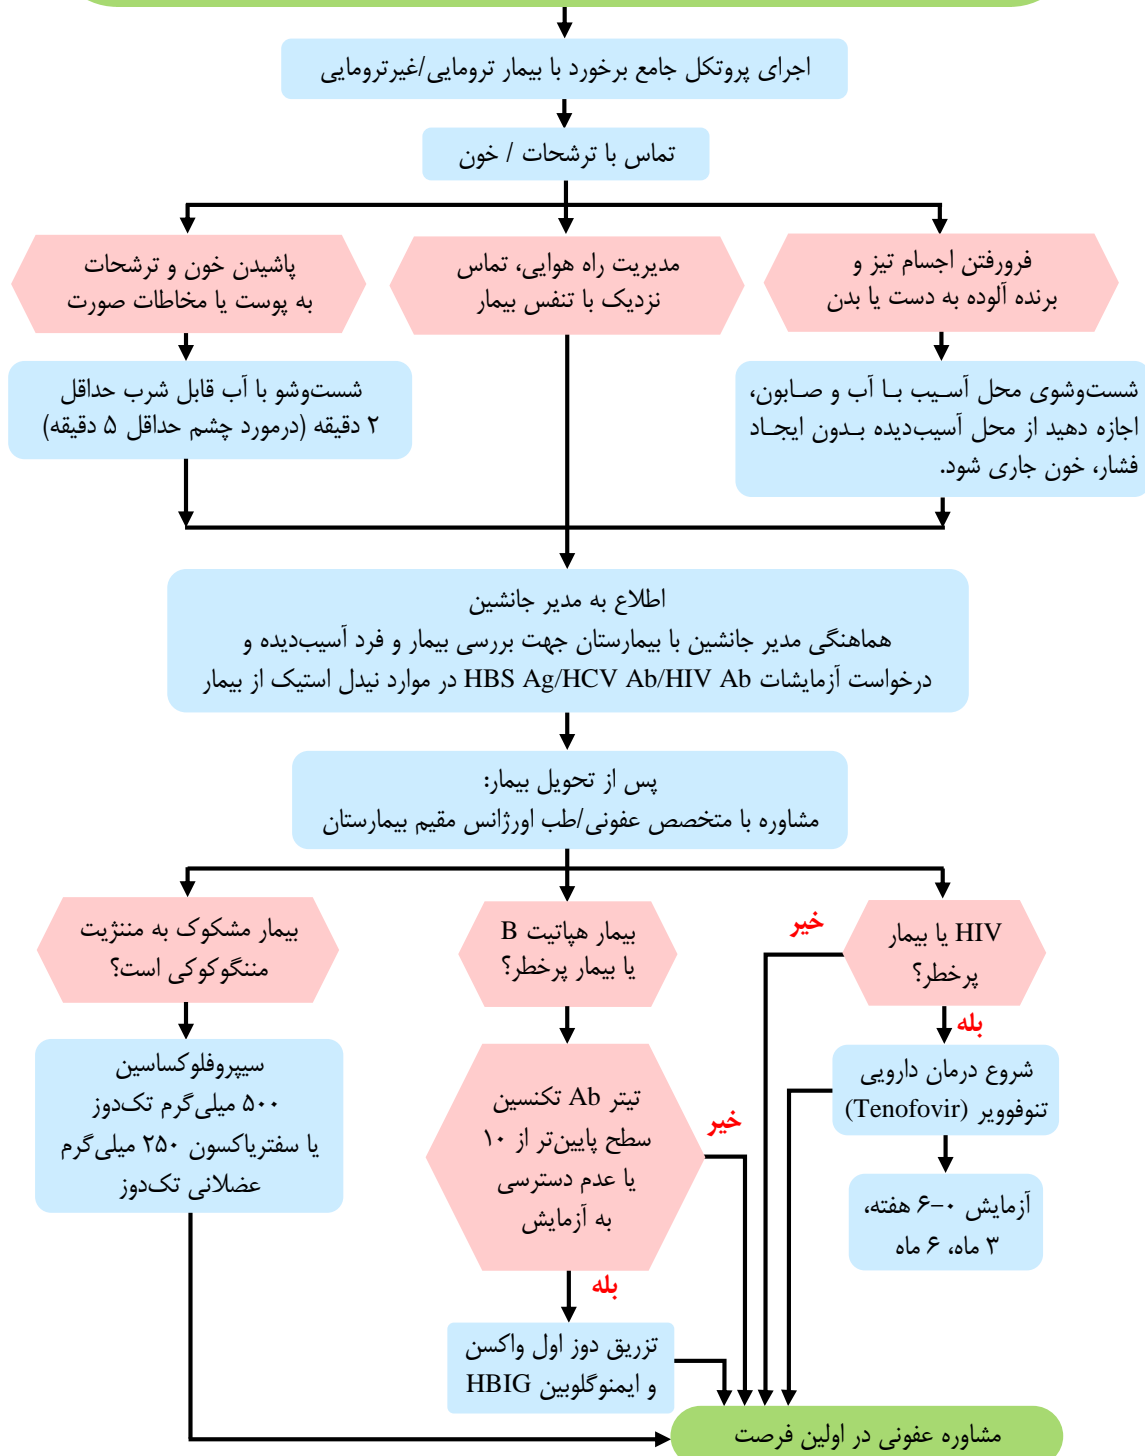 اجرای پروتکل جامع برخورد با بیمار ترومایی/غیرترومایی
تماس با ترشحات / خون
فرورفتن اجسام تیز و
برنده آلوده به دست یا بدن
مدیریت راه هوایی، تماس
نزدیک با تنفس بیمار
پاشیدن خون و ترشحات
به پوست یا مخاطات صورت
شست‌وشوی محل آسیب با آب و صابون،
اجازه دهید از محل آسیب‌دیده بدون ایجاد
فشار، خون جاری شود.
شست‌وشو با آب قابل شرب حداقل
۲ دقیقه (درمورد چشم حداقل ۵ دقیقه)
اطلاع به مدیر جانشین
هماهنگی مدیر جانشین با بیمارستان جهت بررسی بیمار و فرد آسیب‌دیده و
درخواست آزمایشات HBS Ag/HCV Ab/HIV Ab در موارد نیدل استیک از بیمار
پس از تحویل بیمار:
مشاوره با متخصص عفونی/طب اورژانس مقیم بیمارستان
HIV یا بیمار
پرخطر؟
خیر
بله
بیمار هپاتیت B
یا بیمار پرخطر؟
بیمار مشکوک به مننژیت
مننگوکوکی است؟
شروع درمان دارویی
تنوفوویر (Tenofovir)
آزمایش ۰–۶ هفته،
۳ ماه، ۶ ماه
تیتر Ab تکنسین
سطح پایین‌تر از ۱۰
یا عدم دسترسی
به آزمایش
خیر
بله
سیپروفلوکساسین
۵۰۰ میلی‌گرم تک‌دوز
یا سفتریاکسون ۲۵۰ میلی‌گرم
عضلانی تک‌دوز
تزریق دوز اول واکسن
و ایمنوگلوبین HBIG
مشاوره عفونی در اولین فرصت